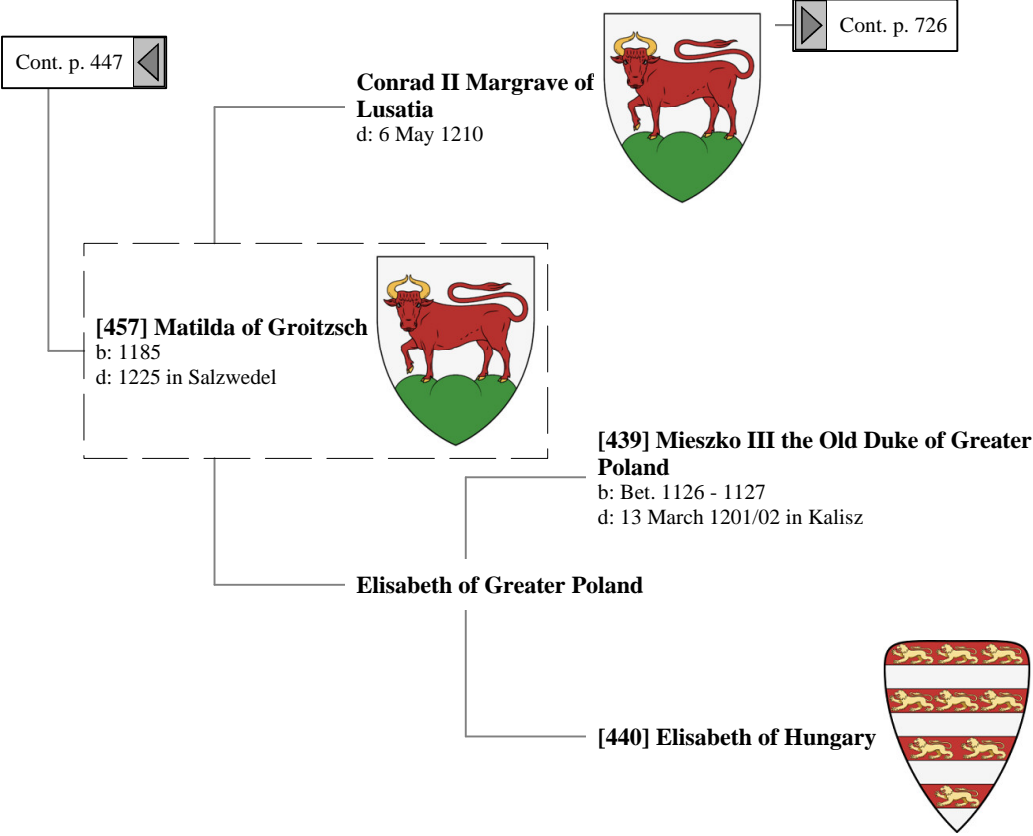 Cont. p. 726
Cont. p. 447
Conrad II Margrave of
Lusatia
d: 6 May 1210
[457] Matilda of Groitzsch
b: 1185
d: 1225 in Salzwedel
[439] Mieszko III the Old Duke of Greater
Poland
b: Bet. 1126 - 1127
d: 13 March 1201/02 in Kalisz
Elisabeth of Greater Poland
[440] Elisabeth of Hungary